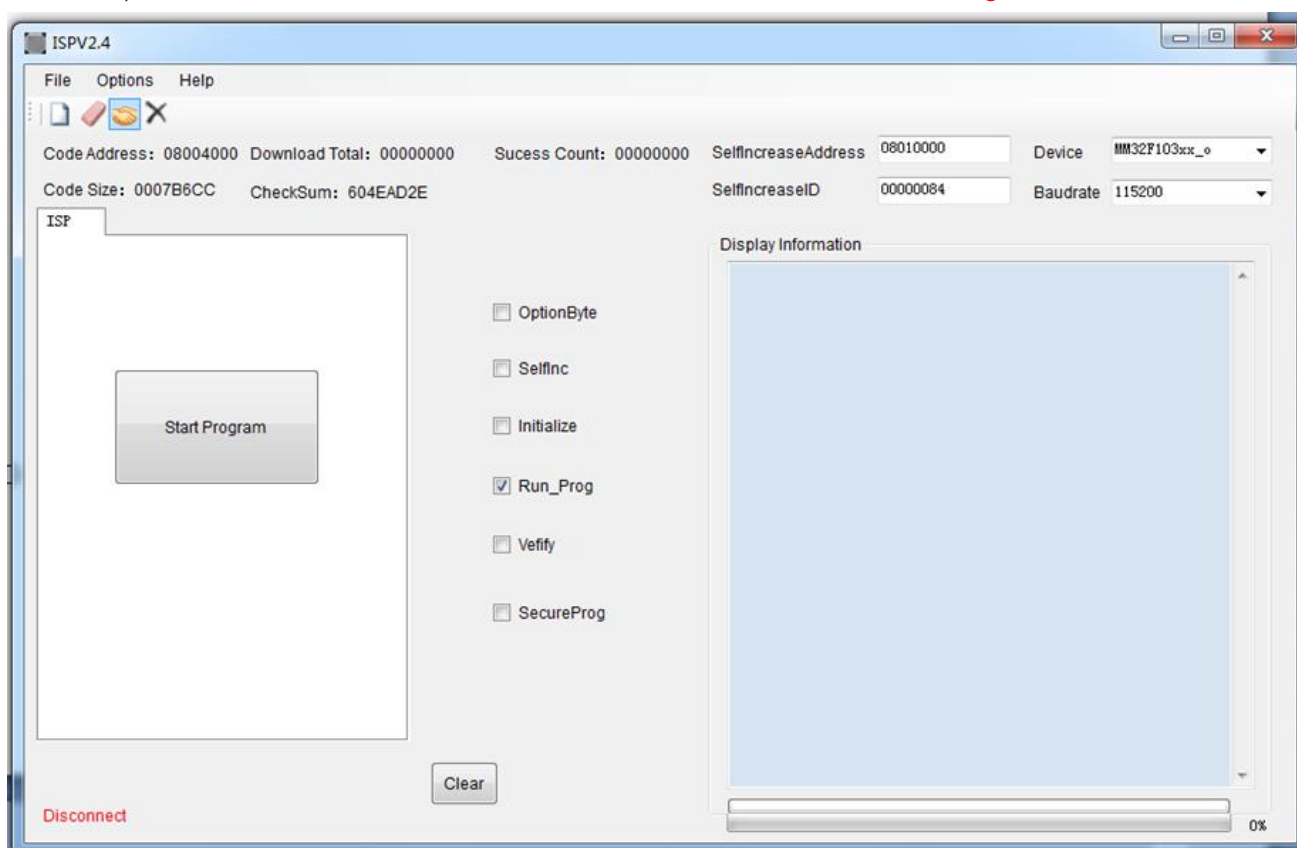 ISPV2.4
File Options Help
Code Address: 08004000 Download Total: 00000000 Sucess Count: 00000000 SelfIncreaseAddress 08010000 Device MM32F103xx_o
Code Size: 0007B6CC CheckSum: 604EAD2E SelfIncreaseID 00000084 Baudrate 115200
ISP
Display Information
OptionByte
SelfInc
Start Program
Initialize
Run_Prog
Vefify
SecureProg
Clear
Disconnect
0%